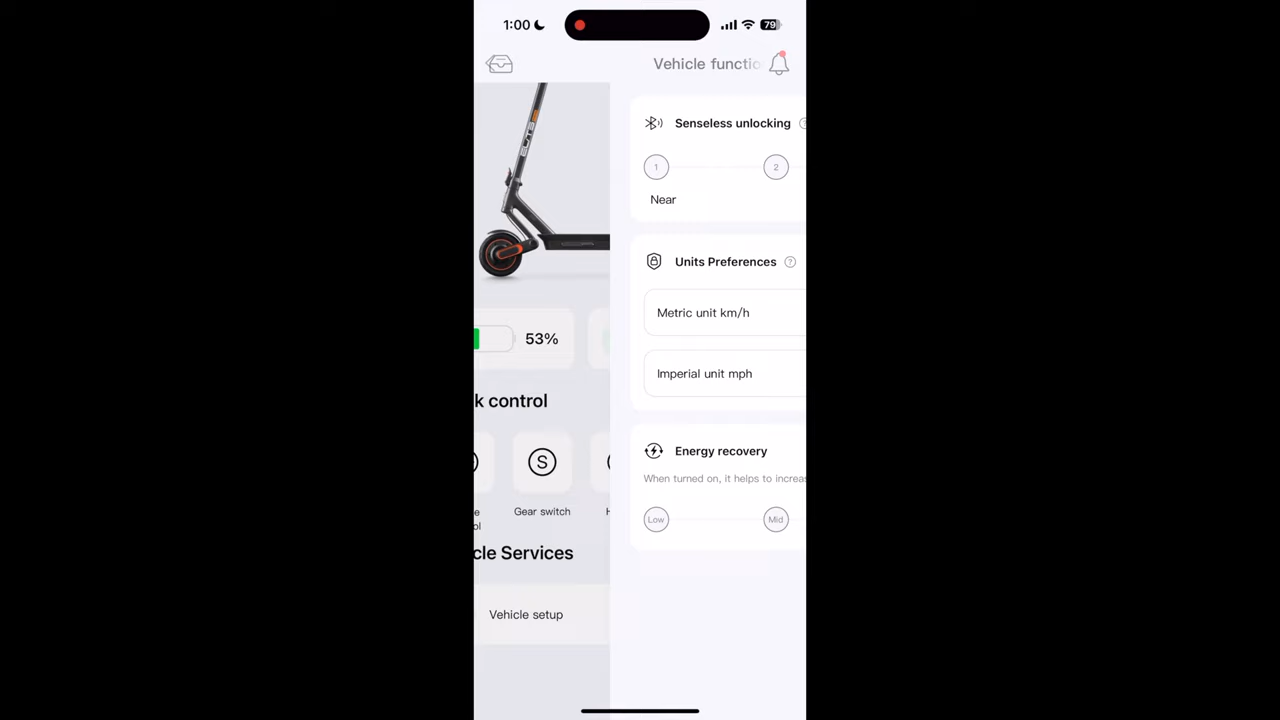 1:00
79
Vehicle functio
Senseless unlocking
1
2
Near
Units Preferences
Metric unit km/h
53%
Imperial unit mph
k control
Energy recovery
When turned on, it helps to increas
S
e
ol
Gear switch
H
Low
Mid
cle Services
Vehicle setup